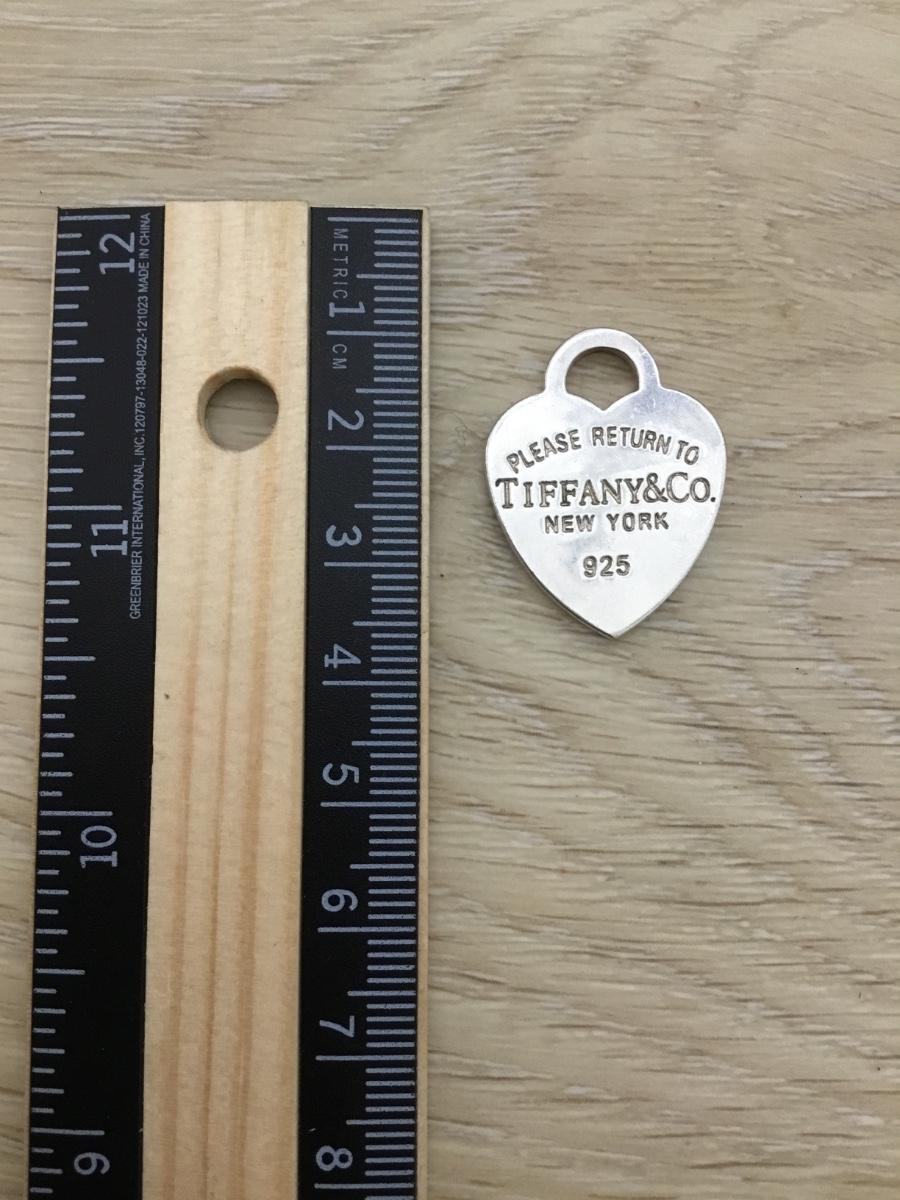 12
11
10
9
GREENBRIER INTERNATIONAL, INC.120797-13048-022-121023 MADE IN CHINA
METRIC
1
CM
2
3
4
5
6
7
8
PLEASE RETURN TO
TIFFANY&CO.
NEW YORK
925